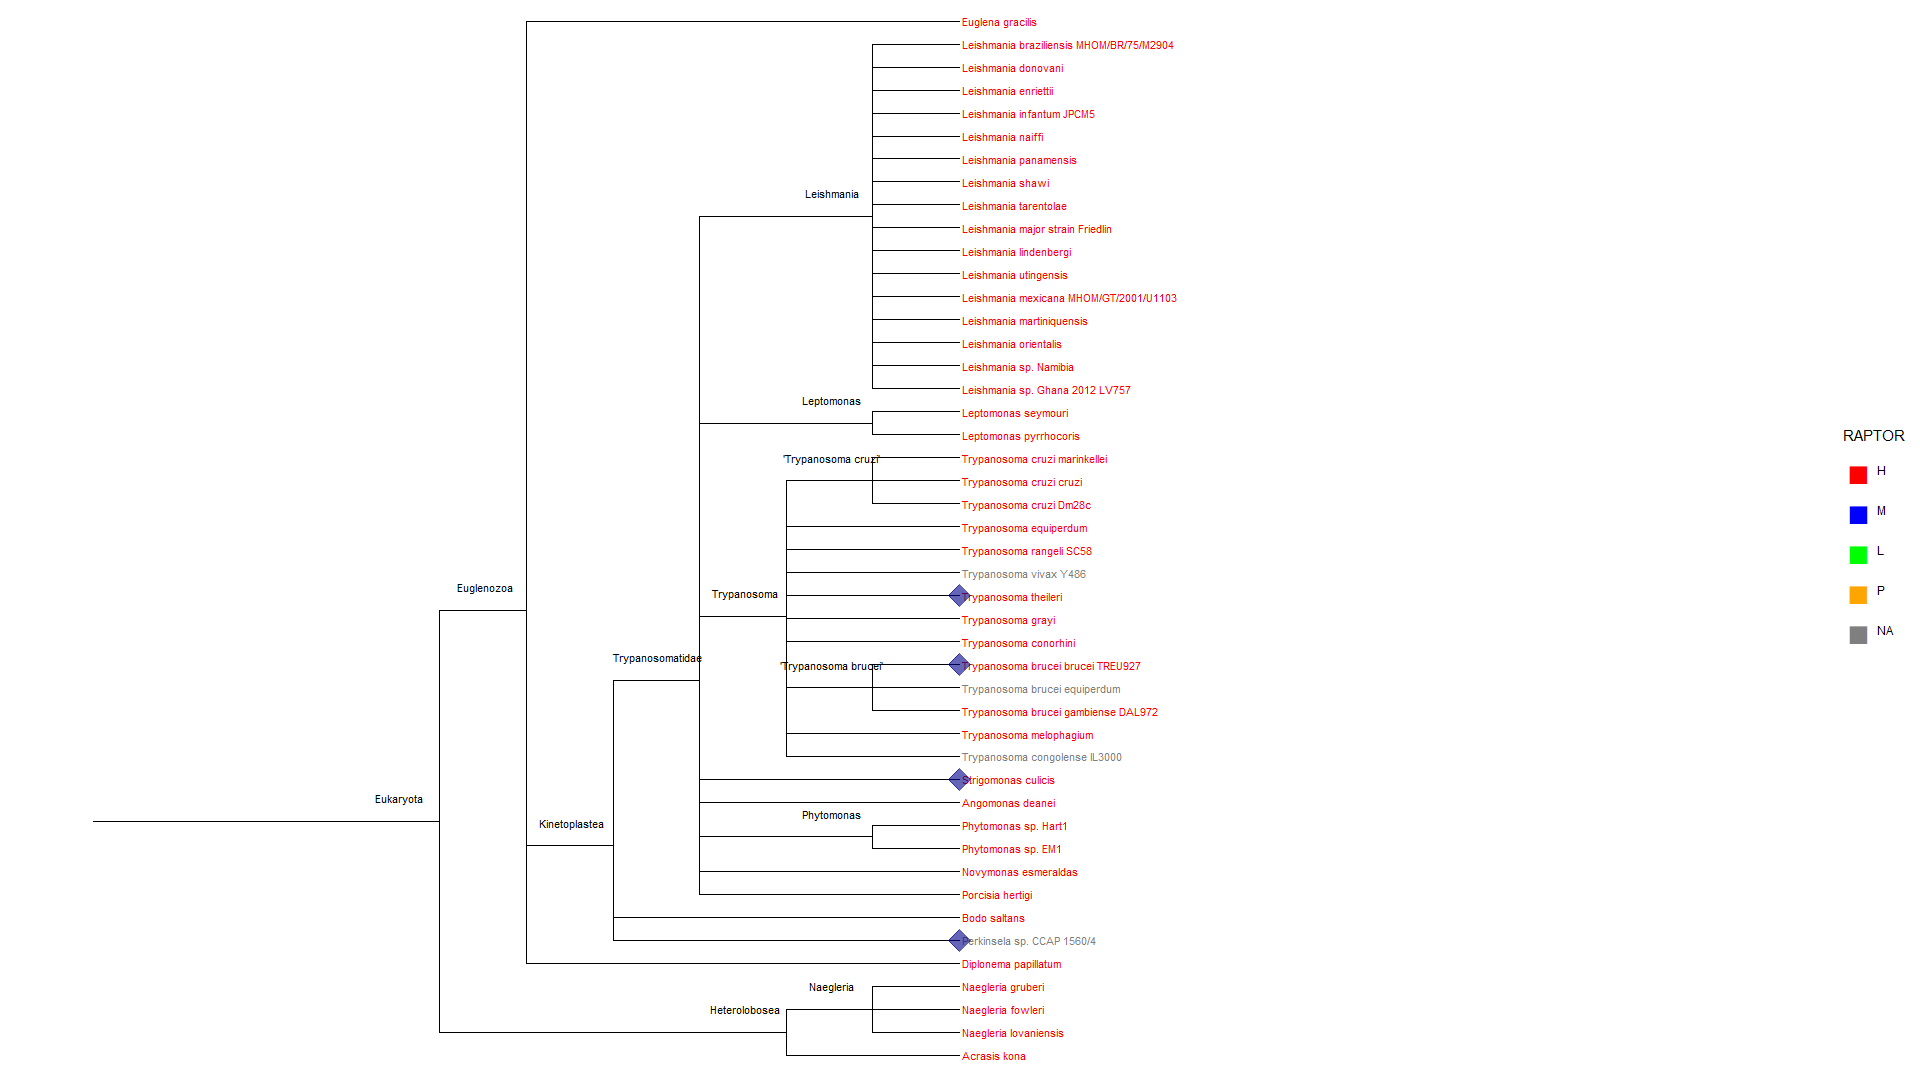 Euglena gracilis
Leishmania braziliensis MHOM/BR/75/M2904
Leishmania donovani
Leishmania enriettii
Leishmania infantum JPCM5
Leishmania naiffi
Leishmania panamensis
Leishmania shawi
Leishmania
Leishmania tarentolae
Leishmania major strain Friedlin
Leishmania lindenbergi
Leishmania utingensis
Leishmania mexicana MHOM/GT/2001/U1103
Leishmania martiniquensis
Leishmania orientalis
Leishmania sp. Namibia
Leishmania sp. Ghana 2012 LV757
Leptomonas
Leptomonas seymouri
Leptomonas pyrrhocoris
'Trypanosoma cruzi'
Trypanosoma cruzi marinkellei
Trypanosoma cruzi cruzi
Trypanosoma cruzi Dm28c
Trypanosoma equiperdum
Trypanosoma rangeli SC58
Trypanosoma vivax Y486
Euglenozoa
Trypanosoma
Trypanosoma theileri
Trypanosoma grayi
Trypanosoma conorhini
Trypanosomatidae
'Trypanosoma brucei'
Trypanosoma brucei brucei TREU927
Trypanosoma brucei equiperdum
Trypanosoma brucei gambiense DAL972
Trypanosoma melophagium
Trypanosoma congolense IL3000
Strigomonas culicis
Eukaryota
Angomonas deanei
Phytomonas
Kinetoplastea
Phytomonas sp. Hart1
Phytomonas sp. EM1
Novymonas esmeraldas
Porcisia hertigi
Bodo saltans
Perkinsela sp. CCAP 1560/4
Diplonema papillatum
Naegleria
Naegleria gruberi
Heterolobosea
Naegleria fowleri
Naegleria lovaniensis
Acrasis kona
RAPTOR
H
M
L
P
NA